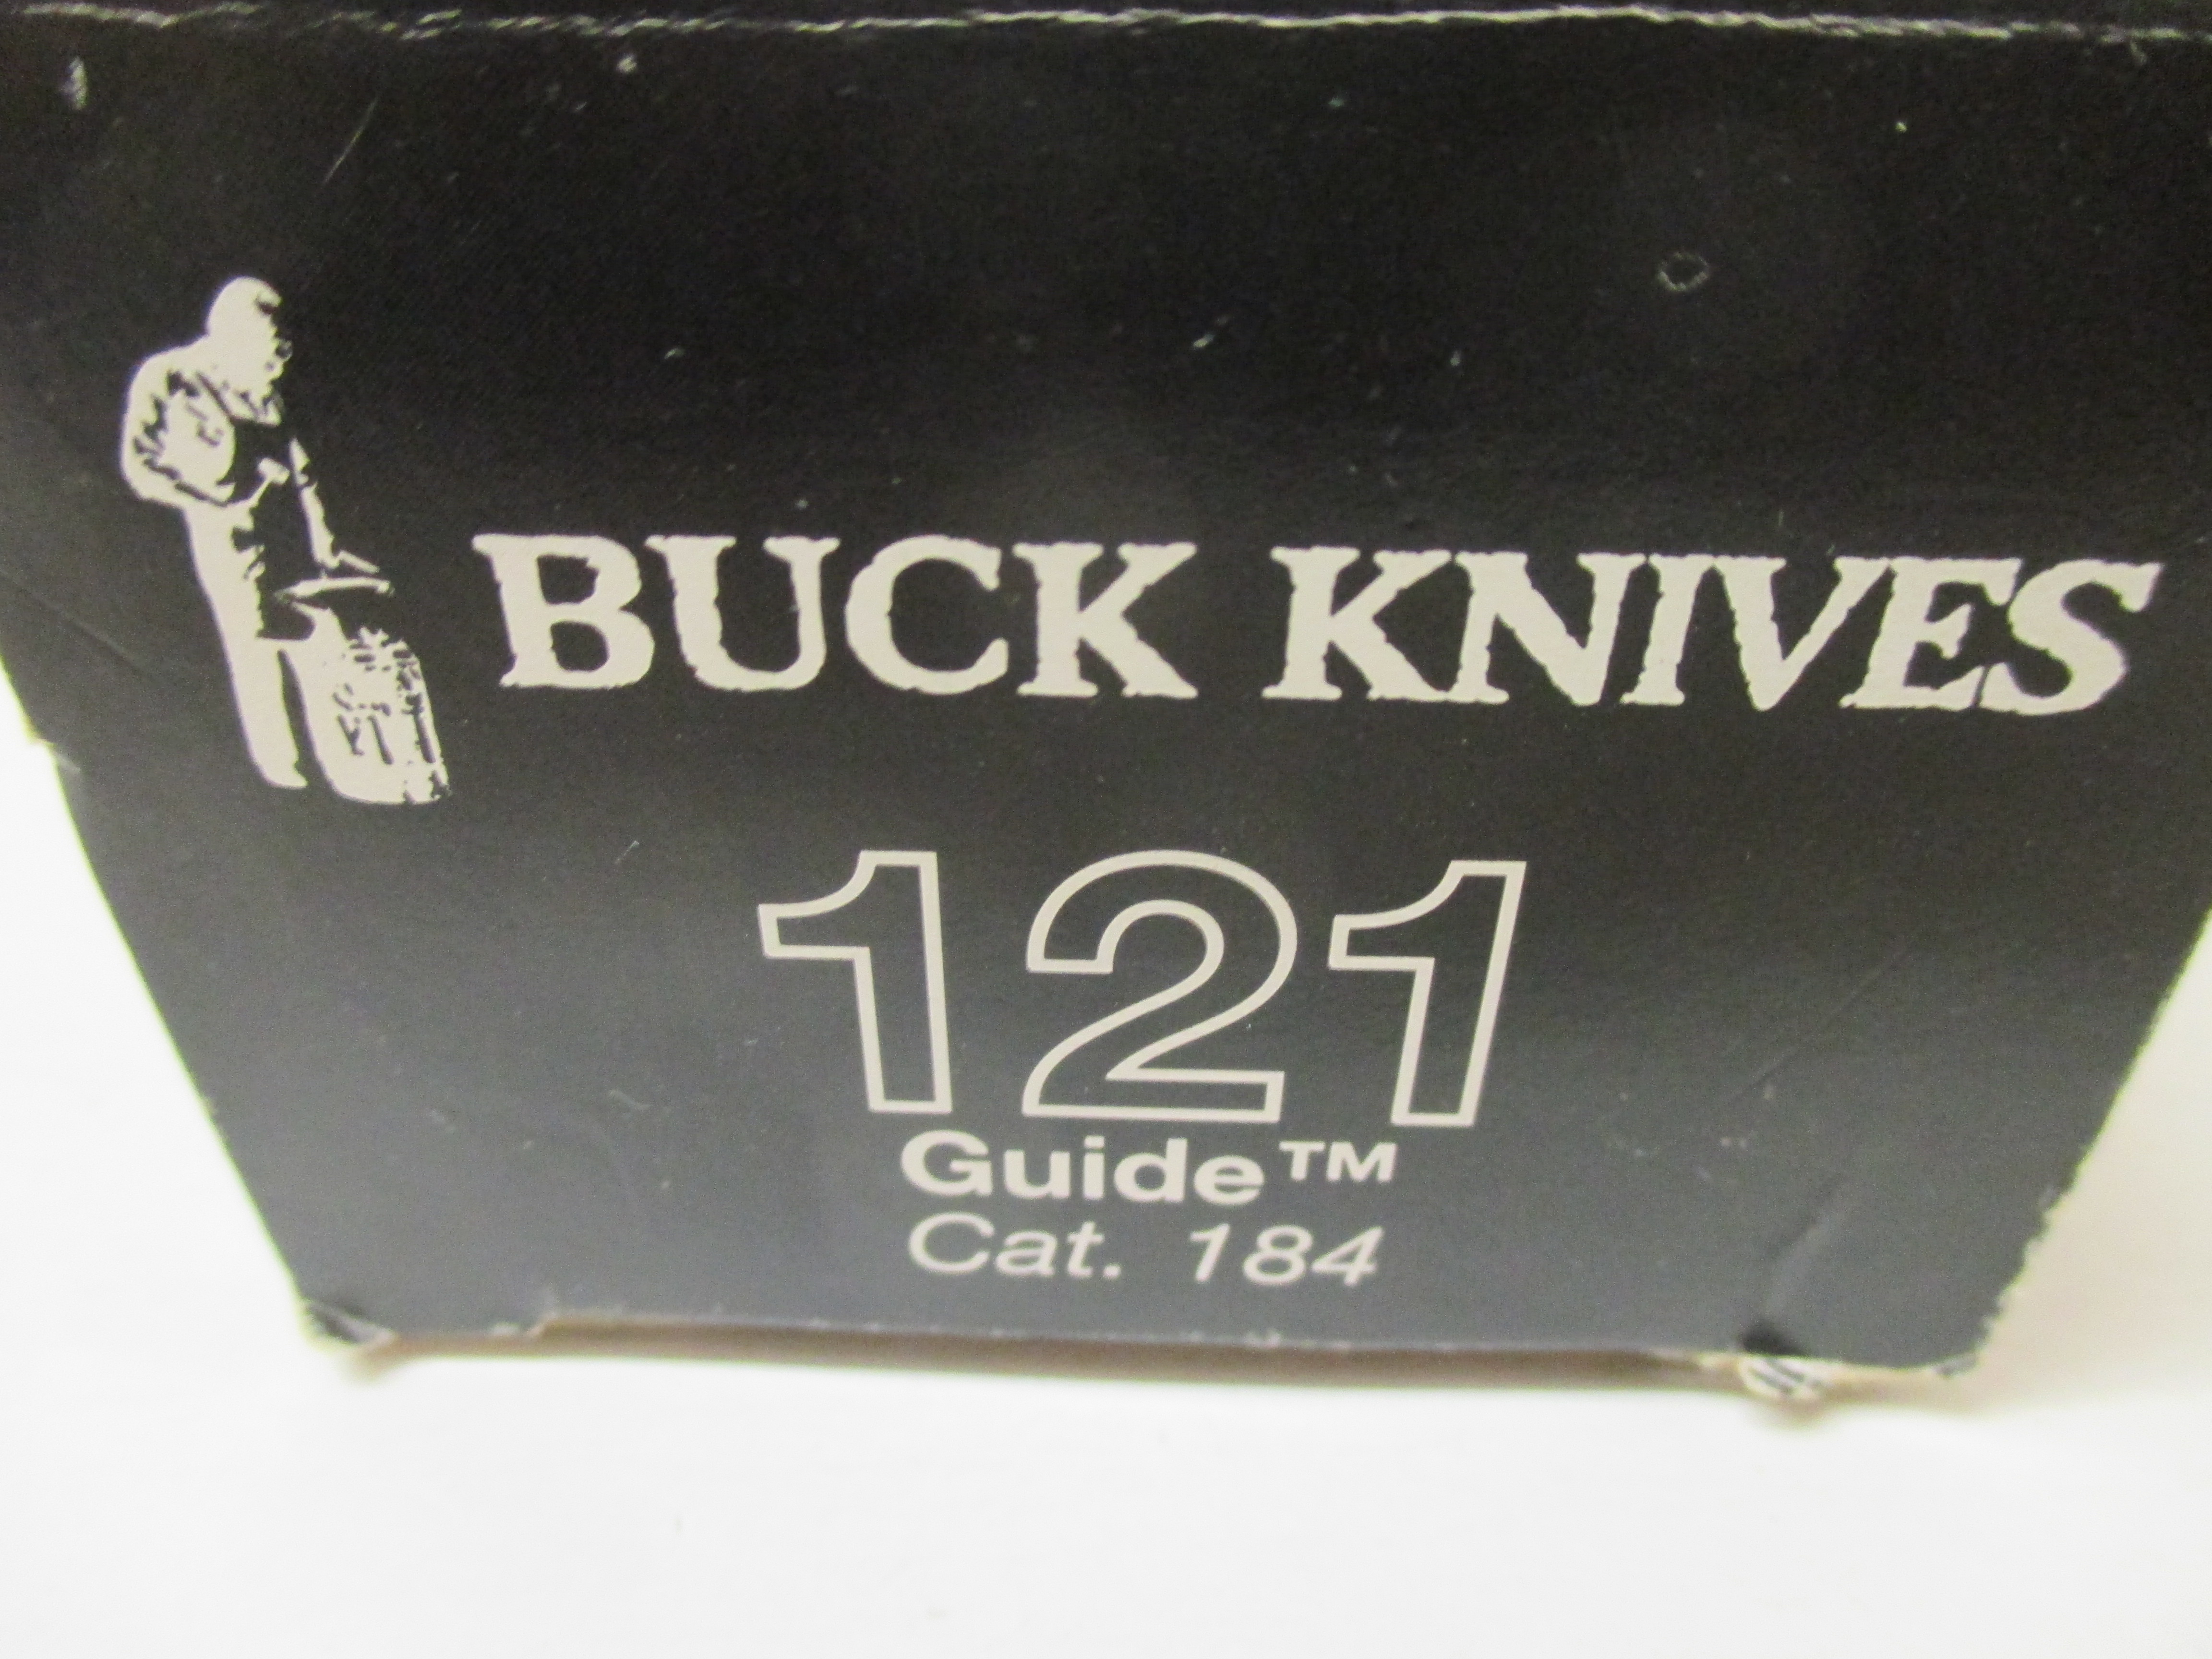 BUCK KNIVES
121
Guide™
Cat. 184